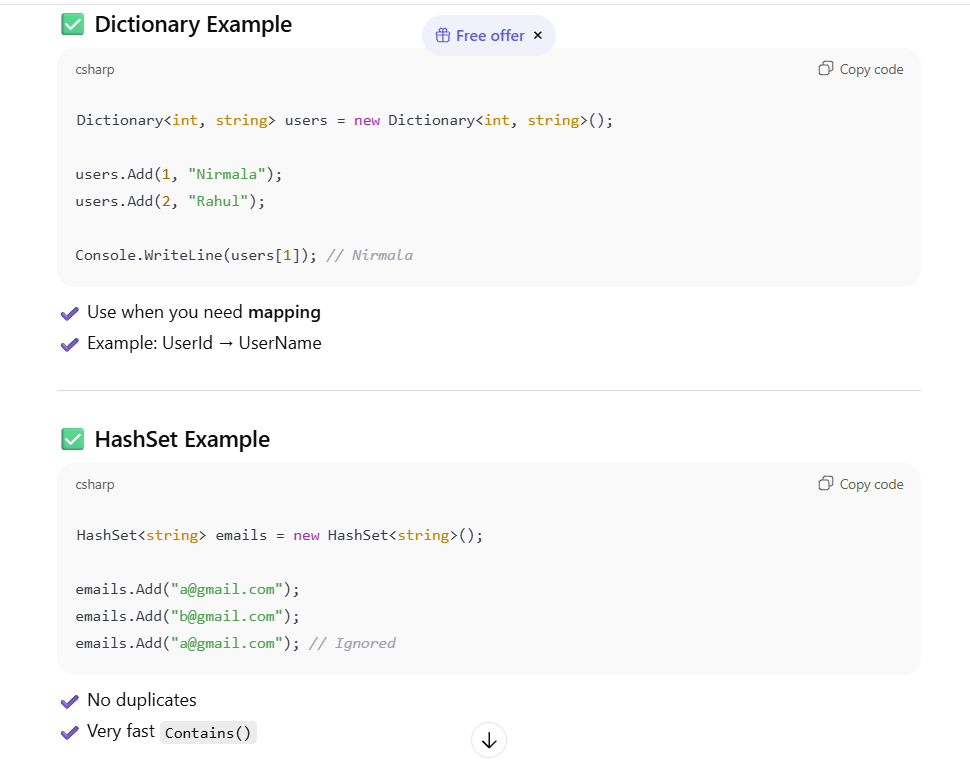 Dictionary Example
Free offer ×
csharp
Copy code
Dictionary<int, string> users = new Dictionary<int, string>();
users.Add(1, "Nirmala");
users.Add(2, "Rahul");
Console.WriteLine(users[1]); // Nirmala
Use when you need mapping
Example: UserId → UserName
HashSet Example
csharp
Copy code
HashSet<string> emails = new HashSet<string>();
emails.Add("a@gmail.com");
emails.Add("b@gmail.com");
emails.Add("a@gmail.com"); // Ignored
No duplicates
Very fast Contains()